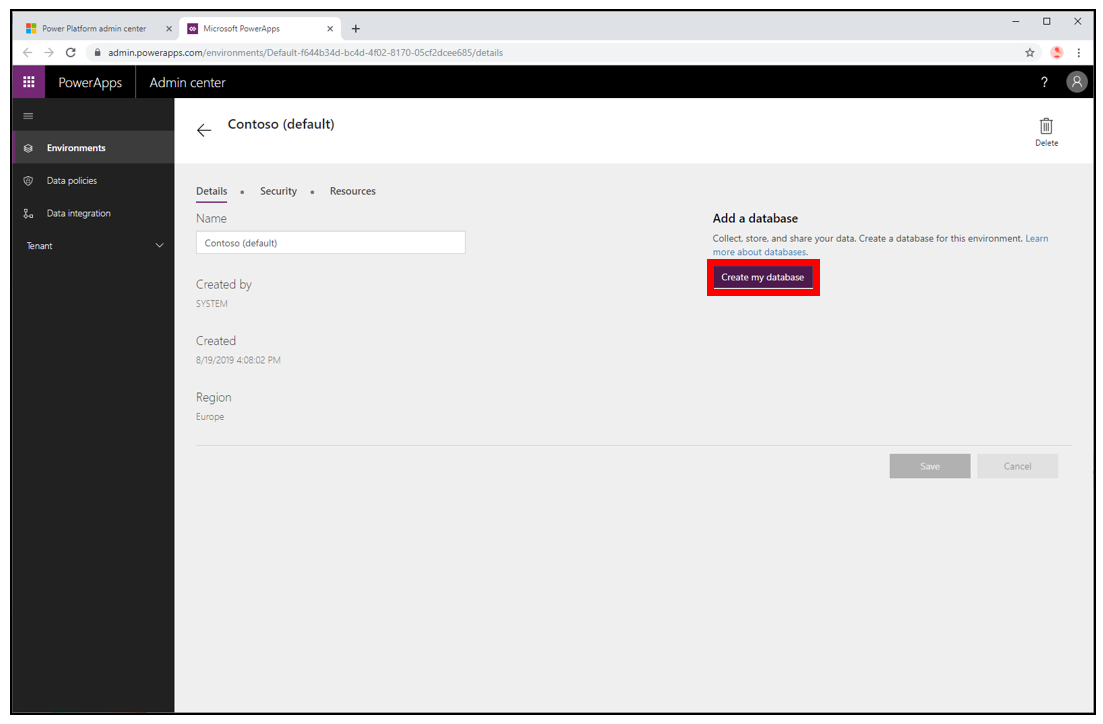 Power Platform admin center
Microsoft PowerApps
admin.powerapps.com/environments/Default-f644b34d-bc4d-4f02-8170-05cf2dcee685/details
PowerApps
Admin center
?
Contoso (default)
Delete
Environments
Data policies
Data integration
Tenant
Details
Security
Resources
Name
Contoso (default)
Created by
SYSTEM
Created
8/19/2019 4:08:02 PM
Region
Europe
Add a database
Collect, store, and share your data. Create a database for this environment. Learn
more about databases.
Create my database
Save
Cancel